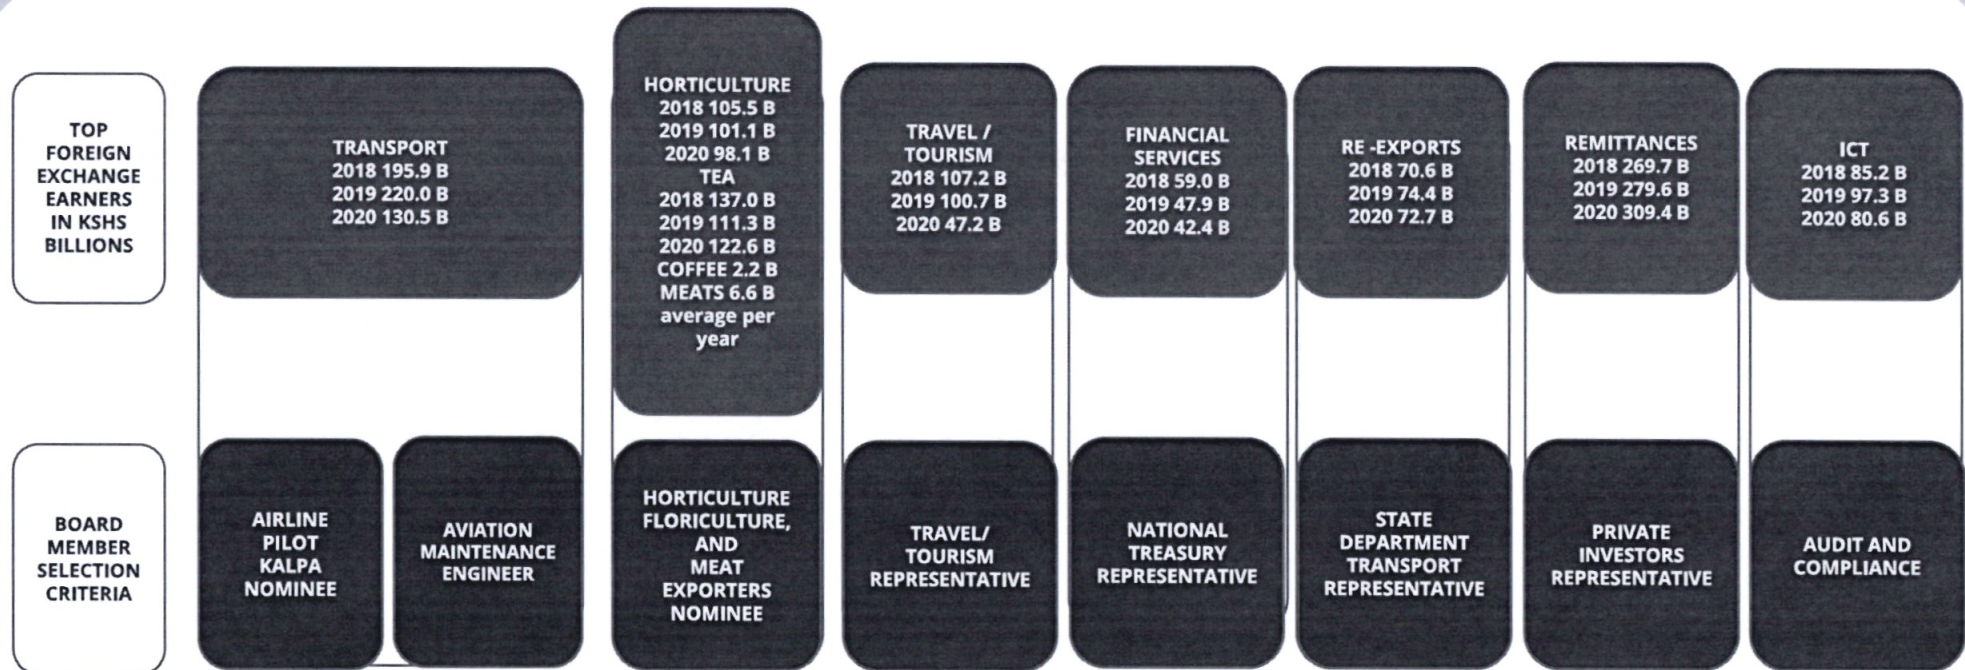 TOP
FOREIGN
EXCHANGE
EARNERS
IN KSHS
BILLIONS
TRANSPORT
2018 195.9 B
2019 220.0 B
2020 130.5 B
HORTICULTURE
2018 105.5 B
2019 101.1 B
2020 98.1 B
TEA
2018 137.0 B
2019 111.3 B
2020 122.6 B
COFFEE 2.2 B
MEATS 6.6 B
average per
year
TRAVEL /
TOURISM
2018 107.2 B
2019 100.7 B
2020 47.2 B
FINANCIAL
SERVICES
2018 59.0 B
2019 47.9 B
2020 42.4 B
RE -EXPORTS
2018 70.6 B
2019 74.4 B
2020 72.7 B
REMITTANCES
2018 269.7 B
2019 279.6 B
2020 309.4 B
ICT
2018 85.2 B
2019 97.3 B
2020 80.6 B
BOARD
MEMBER
SELECTION
CRITERIA
AIRLINE
PILOT
KALPA
NOMINEE
AVIATION
MAINTENANCE
ENGINEER
HORTICULTURE
FLORICULTURE,
AND
MEAT
EXPORTERS
NOMINEE
TRAVEL/
TOURISM
REPRESENTATIVE
NATIONAL
TREASURY
REPRESENTATIVE
STATE
DEPARTMENT
TRANSPORT
REPRESENTATIVE
PRIVATE
INVESTORS
REPRESENTATIVE
AUDIT AND
COMPLIANCE